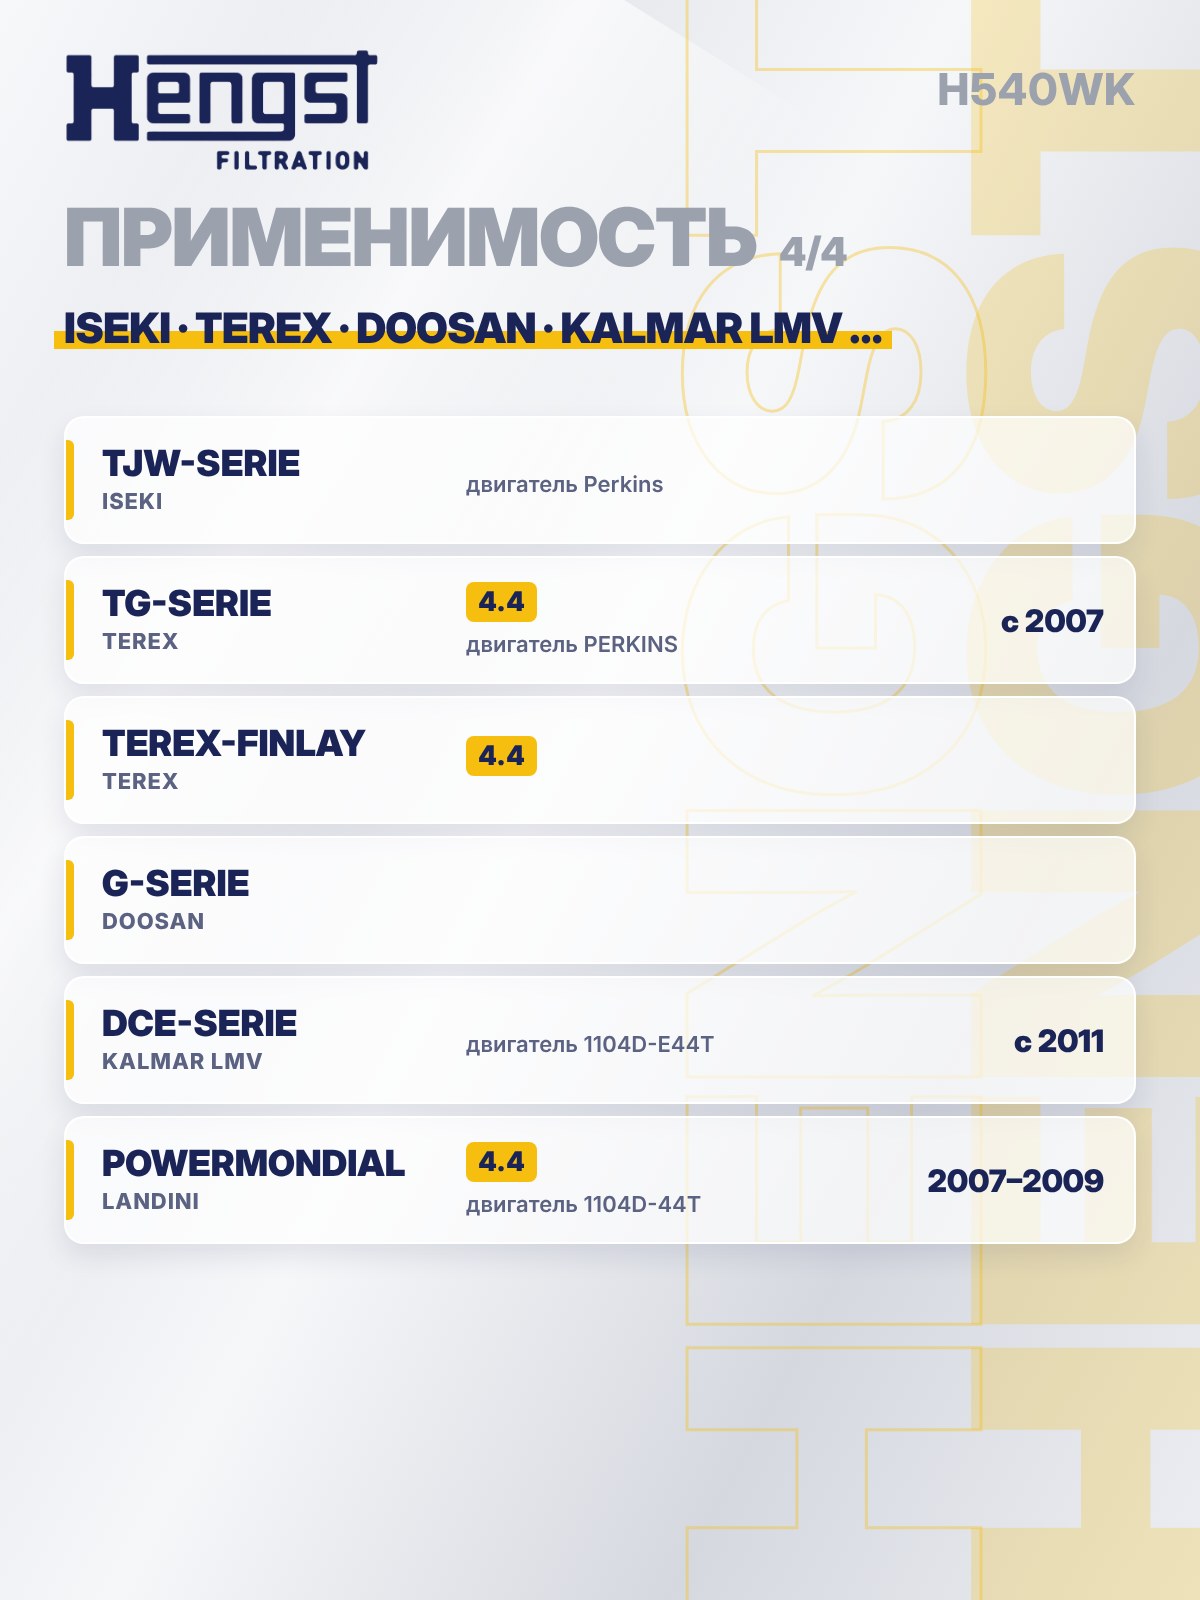 Hengst
FILTRATION
H540WK
ПРИМЕНИМОСТЬ 4/4
ISEKI · TEREX · DOOSAN · KALMAR LMV ...
TJW-SERIE
ISEKI
двигатель Perkins
TG-SERIE
TEREX
4.4
двигатель PERKINS
с 2007
TEREX-FINLAY
TEREX
4.4
G-SERIE
DOOSAN
DCE-SERIE
KALMAR LMV
двигатель 1104D-E44T
с 2011
POWERMONDIAL
LANDINI
4.4
двигатель 1104D-44T
2007–2009
HENGST
HENGST